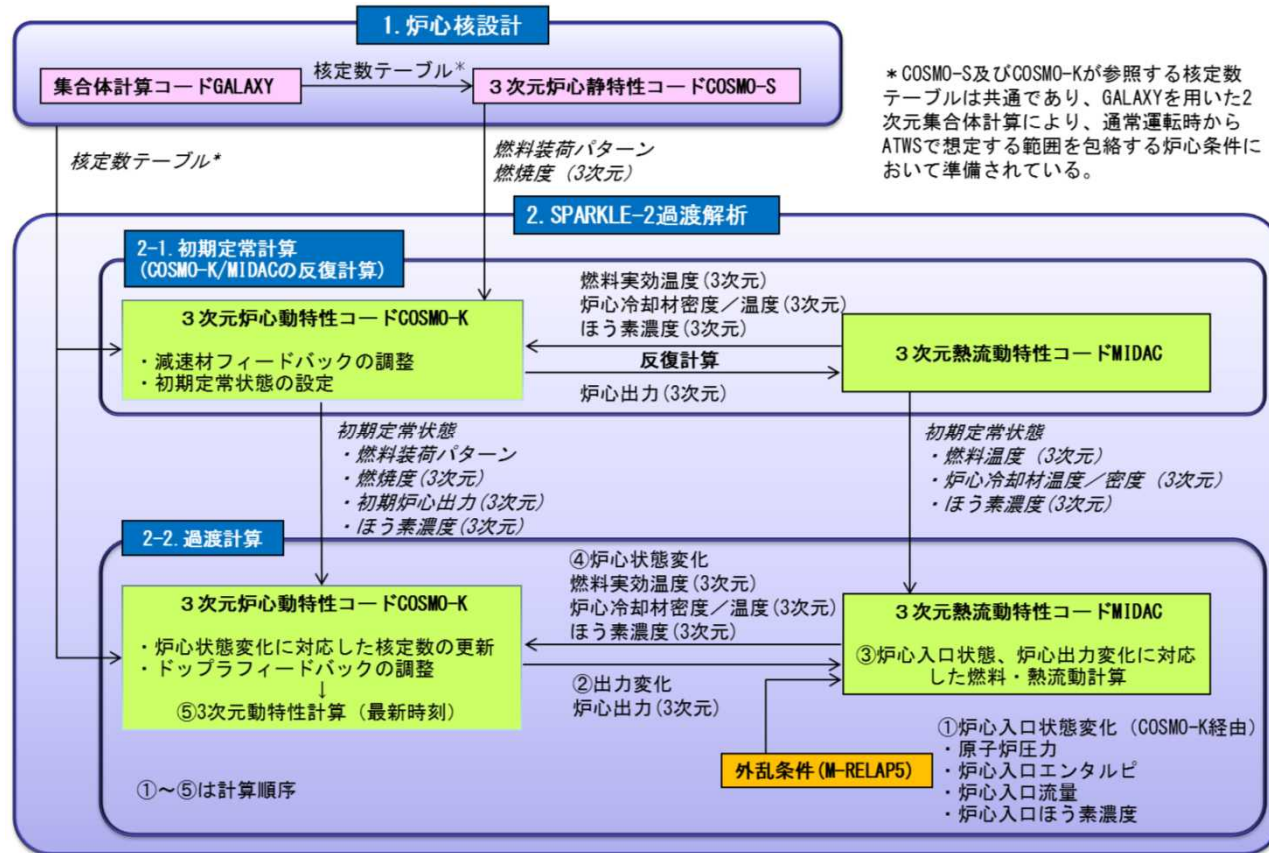 1. 炉心核設計
集合体計算コードGALAXY
核定数テーブル*
3次元炉心静特性コードCOSMO-S
*COSMO-S及びCOSMO-Kが参照する核定数
テーブルは共通であり、GALAXYを用いた2
次元集合体計算により、通常運転時から
ATWSで想定する範囲を包絡する炉心条件に
おいて準備されている。
核定数テーブル*
燃料装荷パターン
燃焼度(3次元)
2. SPARKLE-2過渡解析
2-1. 初期定常計算
(COSMO-K/MIDACの反復計算)
3次元炉心動特性コードCOSMO-K
・減速材フィードバックの調整
・初期定常状態の設定
燃料実効温度(3次元)
炉心冷却材密度/温度(3次元)
ほう素濃度(3次元)
反復計算
炉心出力(3次元)
3次元熱流動特性コードMIDAC
初期定常状態
・燃料装荷パターン
・燃焼度(3次元)
・初期炉心出力(3次元)
・ほう素濃度(3次元)
初期定常状態
・燃料温度(3次元)
・炉心冷却材温度/密度(3次元)
・ほう素濃度(3次元)
2-2. 過渡計算
3次元炉心動特性コードCOSMO-K
・炉心状態変化に対応した核定数の更新
・ドップラフィードバックの調整
↓
⑤3次元動特性計算(最新時刻)
④炉心状態変化
燃料実効温度(3次元)
炉心冷却材密度/温度(3次元)
ほう素濃度(3次元)
②出力変化
炉心出力(3次元)
3次元熱流動特性コードMIDAC
③炉心入口状態、炉心出力変化に対応
した燃料・熱流動計算
外乱条件(M-RELAP5)
①炉心入口状態変化(COSMO-K経由)
・原子炉圧力
・炉心入口エンタルピ
・炉心入口流量
・炉心入口ほう素濃度
①~⑤は計算順序